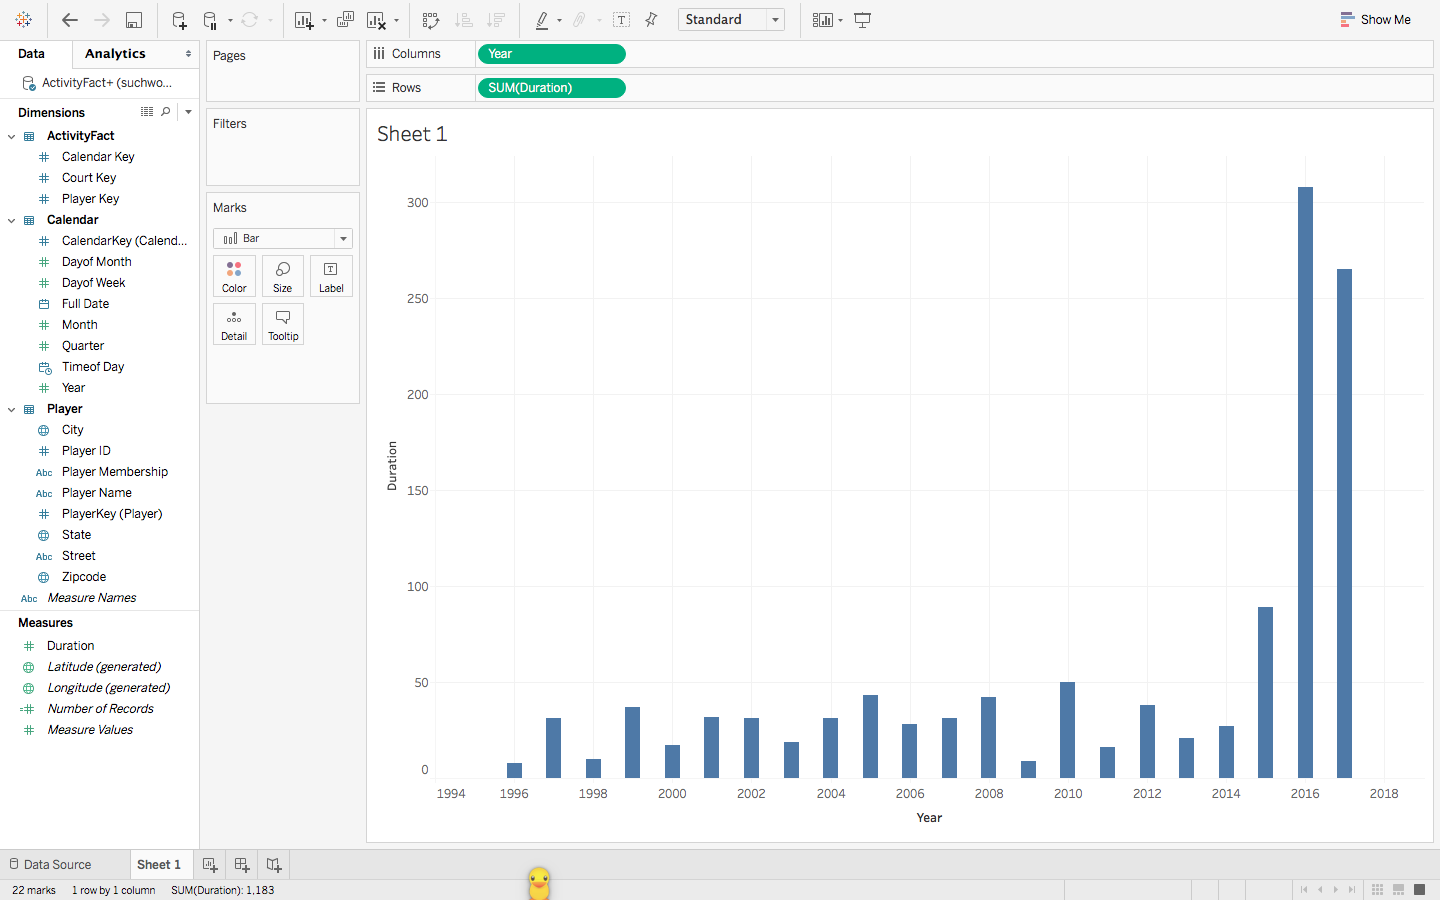 Standard
Show Me
Data
Analytics
ActivityFact+ (suchwo...
Dimensions
ActivityFact
Calendar Key
Court Key
Player Key
Calendar
CalendarKey (Calend...
Dayof Month
Dayof Week
Full Date
Month
Quarter
Timeof Day
Year
Player
City
Player ID
Abc Player Membership
Abc Player Name
PlayerKey (Player)
State
Abc Street
Zipcode
Abc Measure Names
Measures
Duration
Latitude (generated)
Longitude (generated)
Number of Records
Measure Values
Pages
Filters
Marks
Bar
Color
Size
Label
Detail
Tooltip
Columns
Year
Rows
SUM(Duration)
Sheet 1
300
250
200
150
100
50
0
Duration
1994 1996 1998 2000 2002 2004 2006 2008 2010 2012 2014 2016 2018
Year
Data Source
Sheet 1
22 marks
1 row by 1 column
SUM(Duration): 1,183